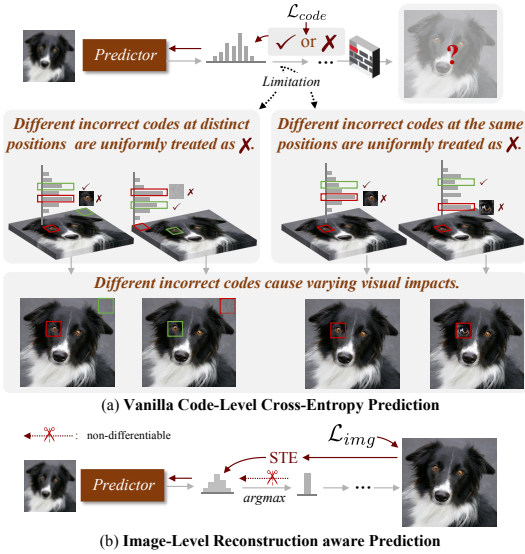 ℒ_code
Predictor
✓ or ✗
...
?
Limitation
Different incorrect codes at distinct
positions are uniformly treated as ✗.
Different incorrect codes at the same
positions are uniformly treated as ✗.
✓
✗
✗
✓
✓
✗
✓
✗
Different incorrect codes cause varying visual impacts.
(a) Vanilla Code-Level Cross-Entropy Prediction
: non-differentiable
ℒ_img
STE
Predictor
argmax
...
(b) Image-Level Reconstruction aware Prediction